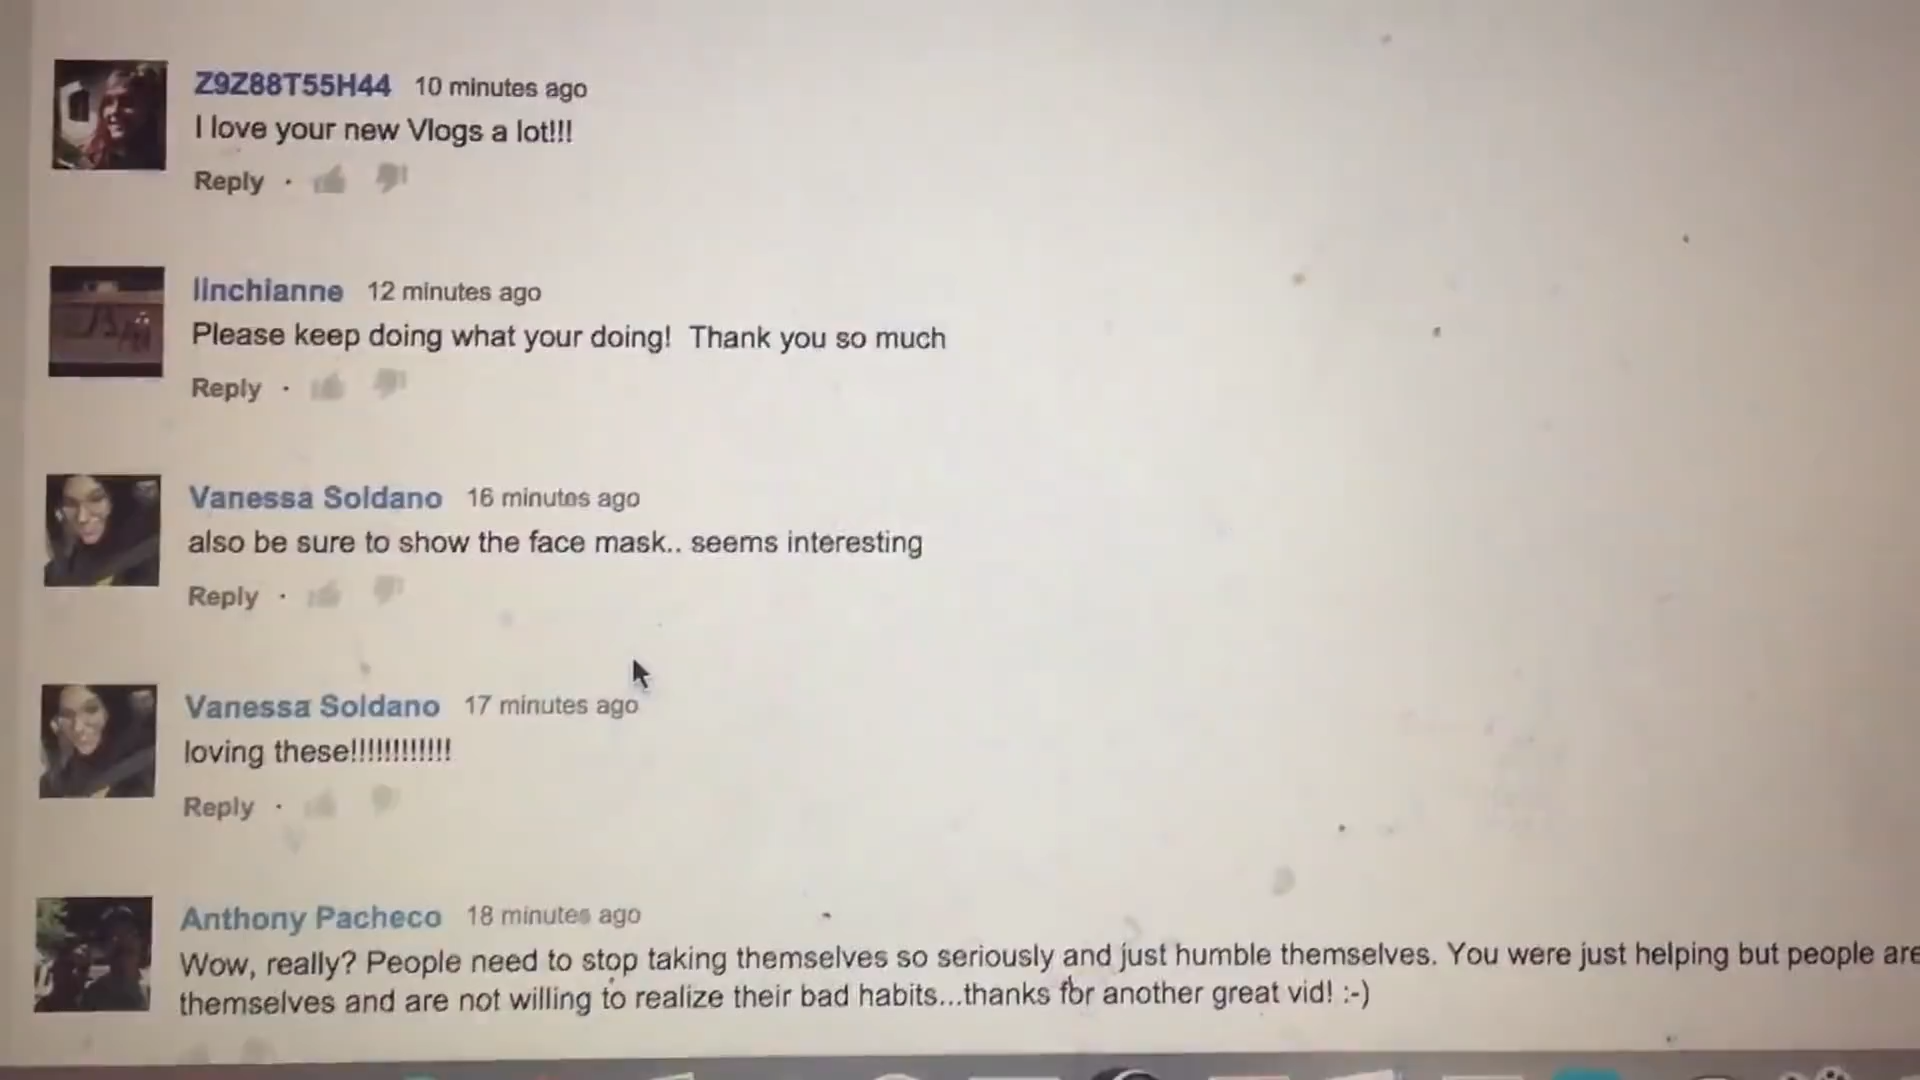 Z9Z88T55H44 10 minutes ago
I love your new Vlogs a lot!!!
Reply ·
linchianne 12 minutes ago
Please keep doing what your doing!  Thank you so much
Reply ·
Vanessa Soldano 16 minutes ago
also be sure to show the face mask.. seems interesting
Reply ·
Vanessa Soldano 17 minutes ago
loving these!!!!!!!!!!!!!
Reply ·
Anthony Pacheco 18 minutes ago
Wow, really? People need to stop taking themselves so seriously and just humble themselves. You were just helping but people are
themselves and are not willing to realize their bad habits...thanks for another great vid! :-)